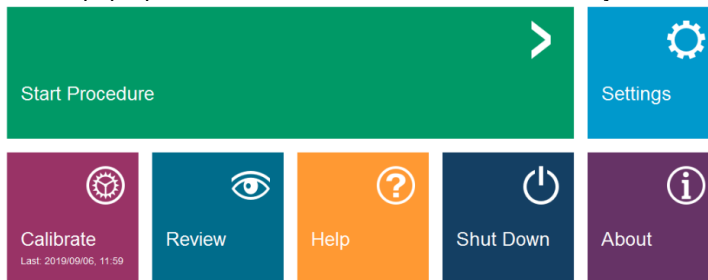 Start Procedure
Settings
Calibrate
Last: 2019/09/06, 11:59
Review
Help
Shut Down
About